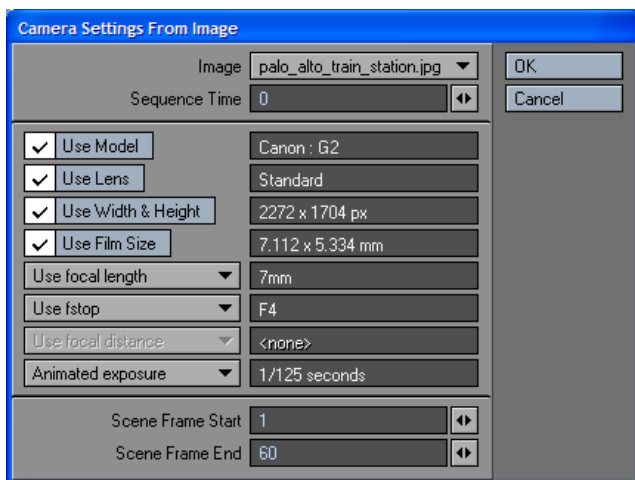 Camera Settings From Image
Image palo_alto_train_station.jpg OK
Sequence Time 0 Cancel
Use Model Canon : G2
Use Lens Standard
Use Width & Height 2272 x 1704 px
Use Film Size 7.112 x 5.334 mm
Use focal length 7mm
Use fstop F4
Use focal distance <none>
Animated exposure 1/125 seconds
Scene Frame Start 1
Scene Frame End 60